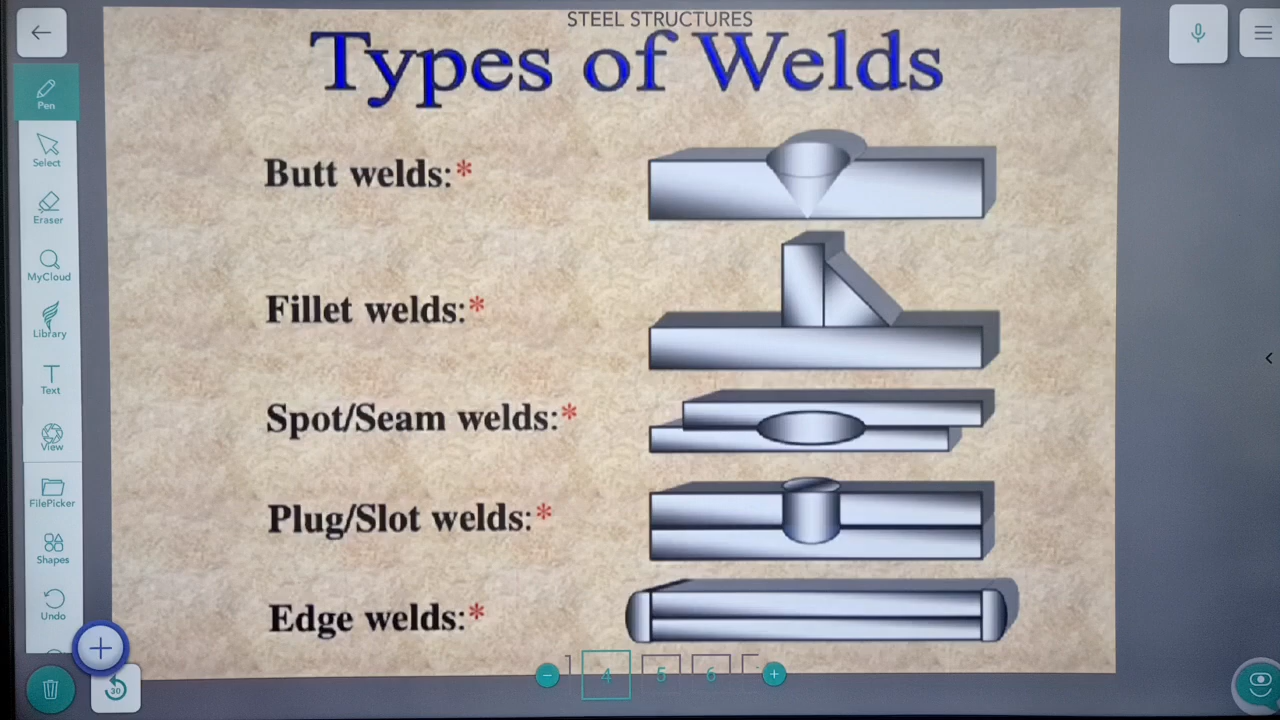 STEEL STRUCTURES
Types of Welds
Butt welds:*
Fillet welds:*
Spot/Seam welds:*
Plug/Slot welds:*
Edge welds:*
Pen
Select
Eraser
MyCloud
Library
Text
View
FilePicker
Shapes
Undo
30
4 5 6